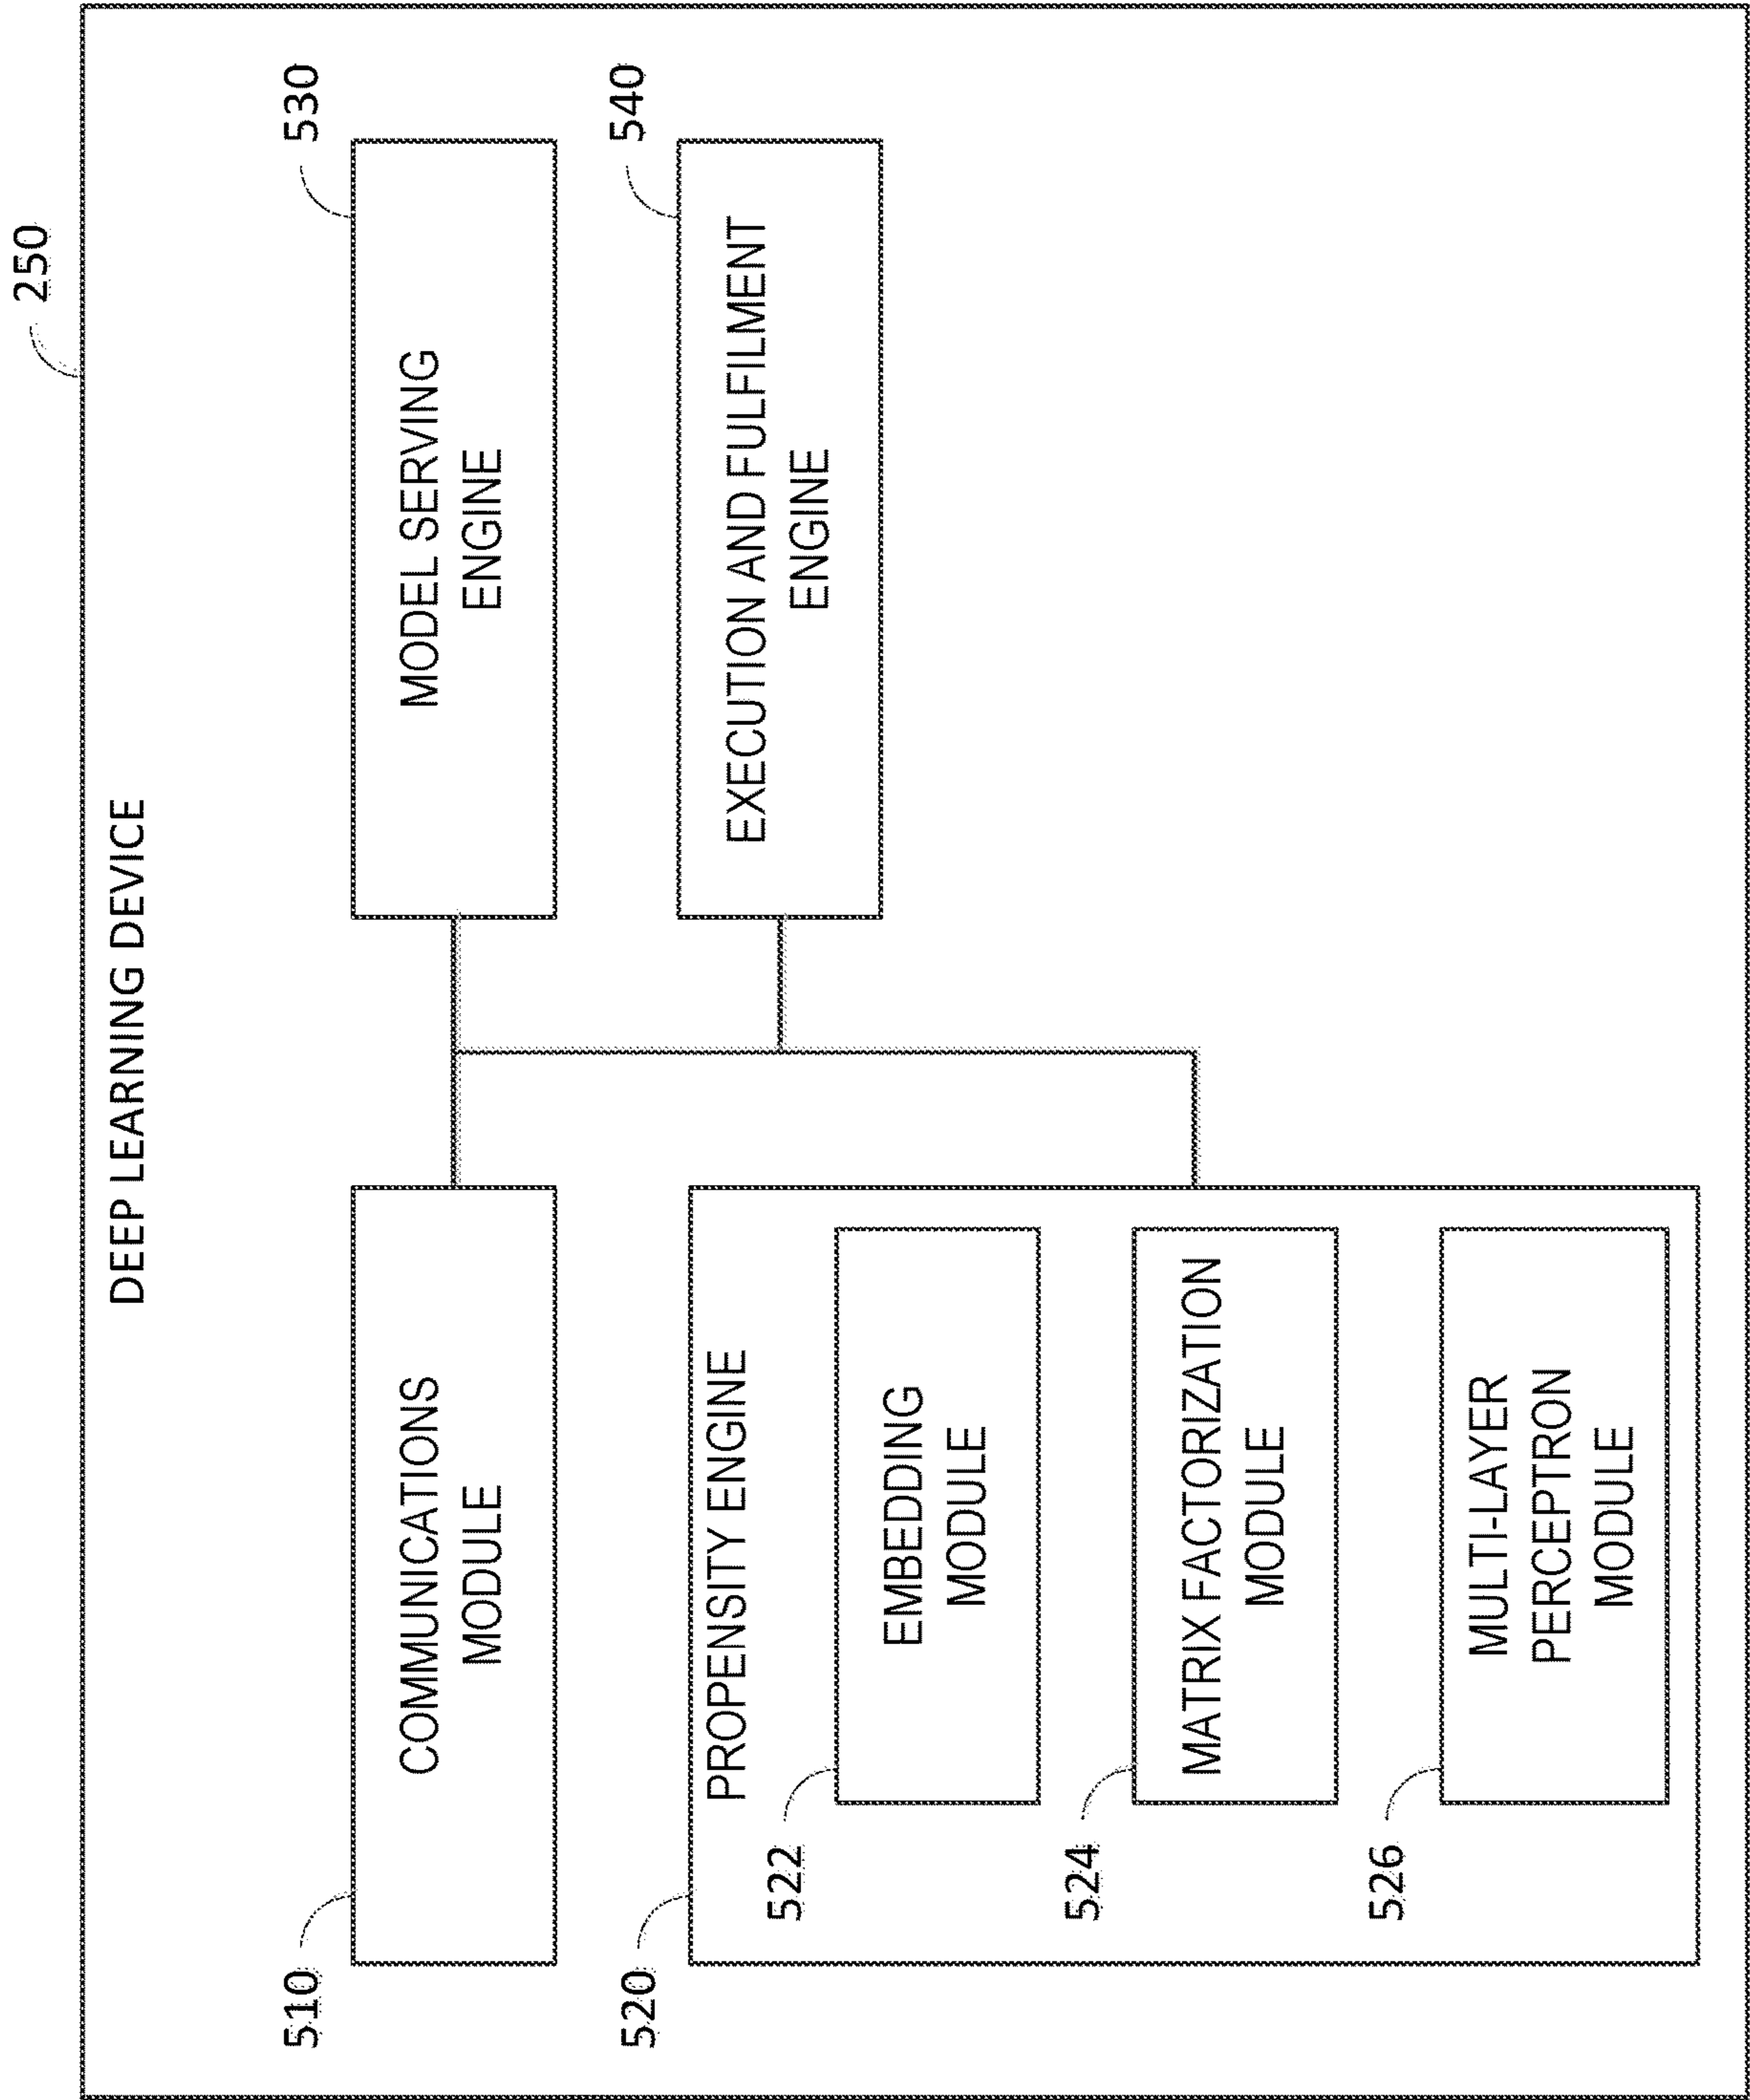 250
DEEP LEARNING DEVICE
510
COMMUNICATIONS
MODULE
530
MODEL SERVING
ENGINE
520
PROPENSITY ENGINE
522
EMBEDDING
MODULE
524
MATRIX FACTORIZATION
MODULE
526
MULTI-LAYER
PERCEPTRON
MODULE
540
EXECUTION AND FULFILMENT
ENGINE